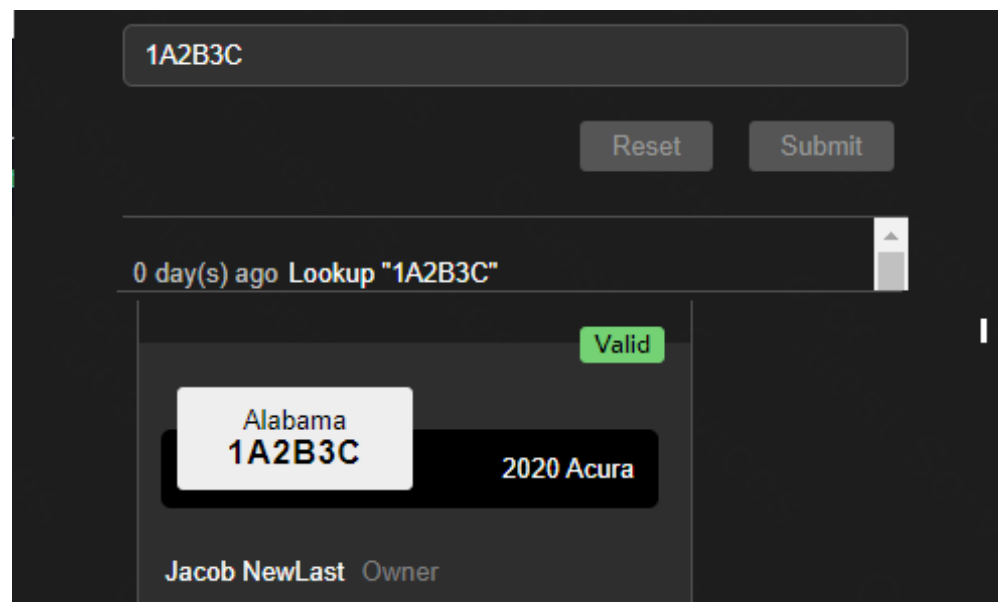 1A2B3C
Reset Submit
0 day(s) ago Lookup "1A2B3C"
Valid
Alabama
1A2B3C
2020 Acura
Jacob NewLast Owner